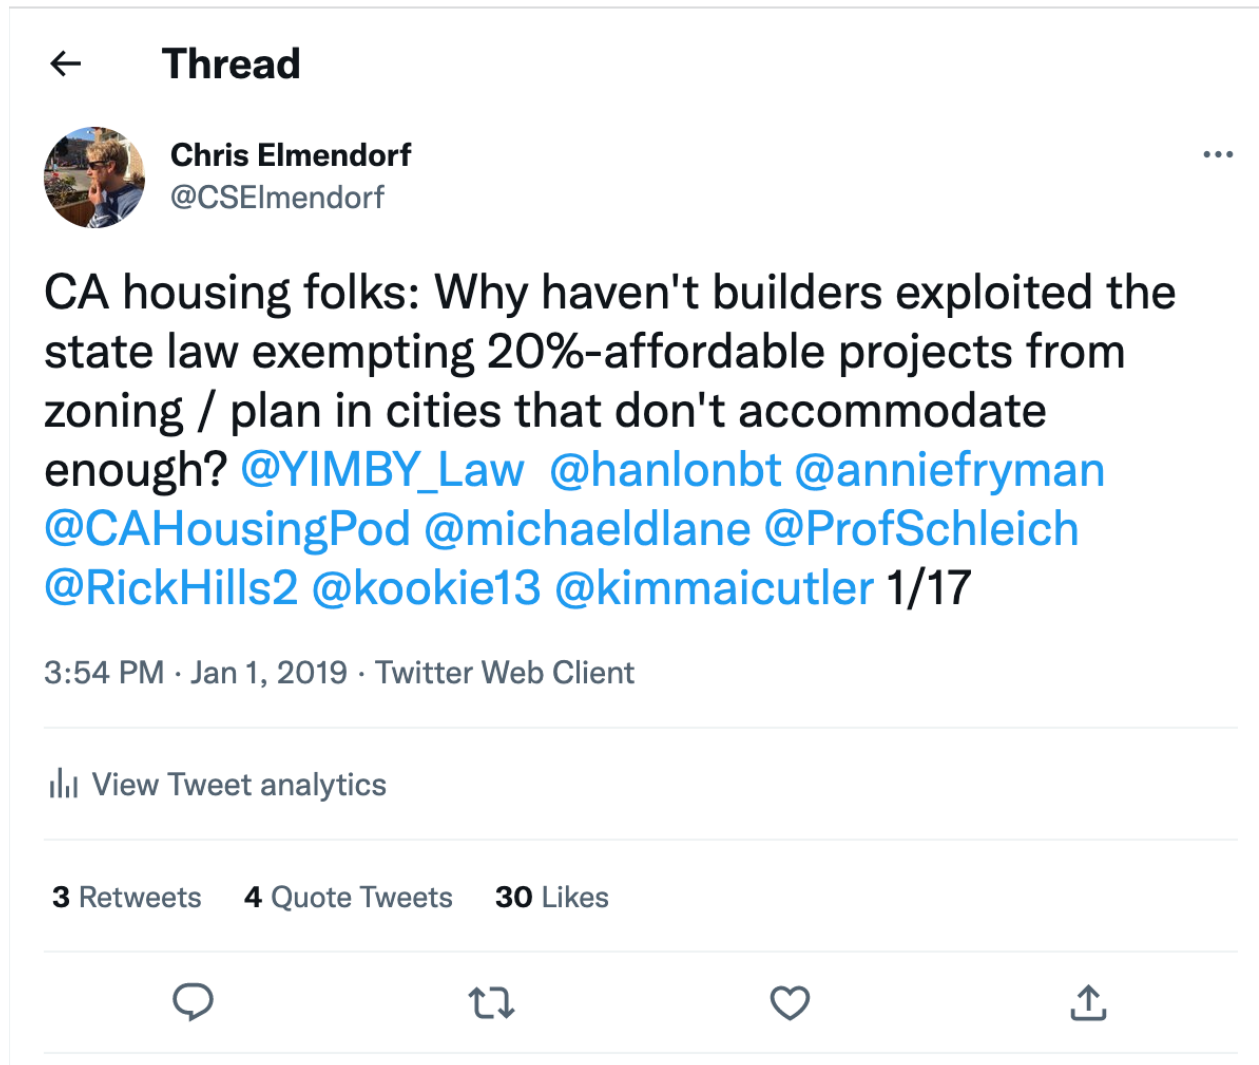 Thread
Chris Elmendorf
@CSElmendorf
CA housing folks: Why haven't builders exploited the
state law exempting 20%-affordable projects from
zoning / plan in cities that don't accommodate
enough? @YIMBY_Law  @hanlonbt @anniefryman
@CAHousingPod @michaeldlane @ProfSchleich
@RickHills2 @kookie13 @kimmaicutler 1/17
3:54 PM · Jan 1, 2019 · Twitter Web Client
View Tweet analytics
3 Retweets 4 Quote Tweets 30 Likes